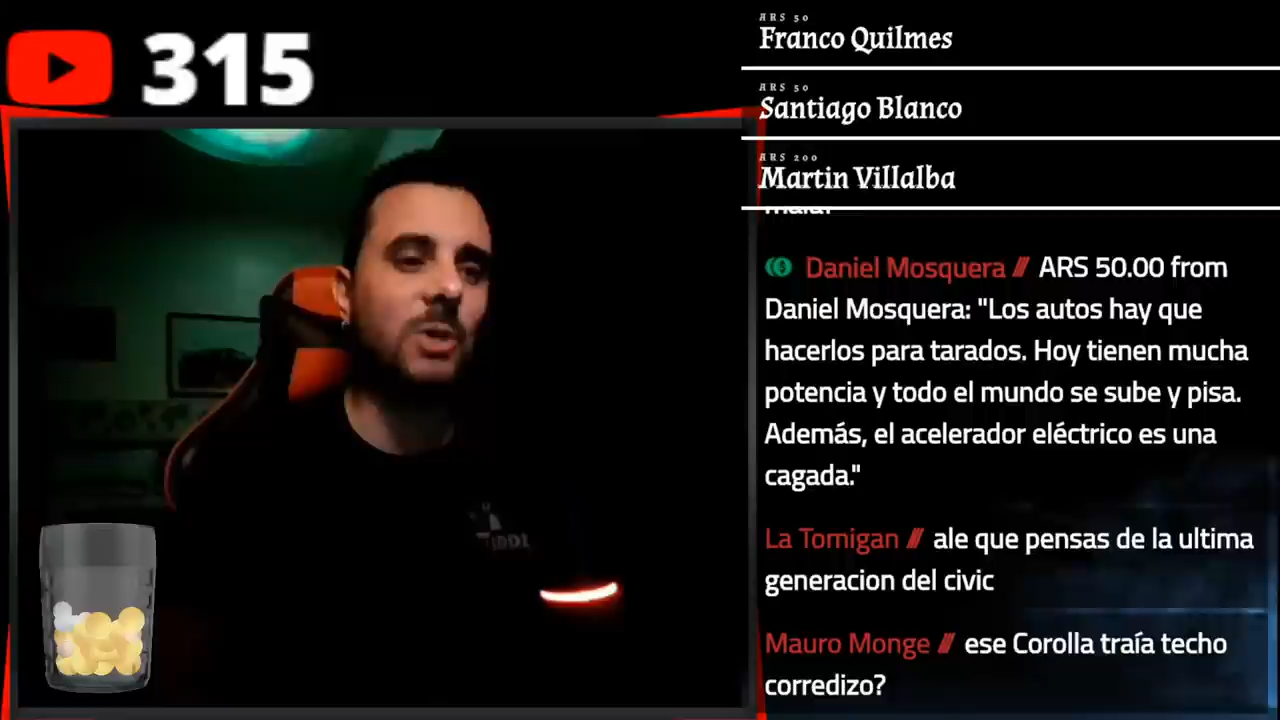 315
ARS 50
Franco Quilmes
ARS 50
Santiago Blanco
ARS 200
Martin Villalba
Daniel Mosquera /// ARS 50.00 from
Daniel Mosquera: "Los autos hay que
hacerlos para tarados. Hoy tienen mucha
potencia y todo el mundo se sube y pisa.
Además, el acelerador eléctrico es una
cagada."
La Tomigan /// ale que pensas de la ultima
generacion del civic
Mauro Monge /// ese Corolla traía techo
corredizo?